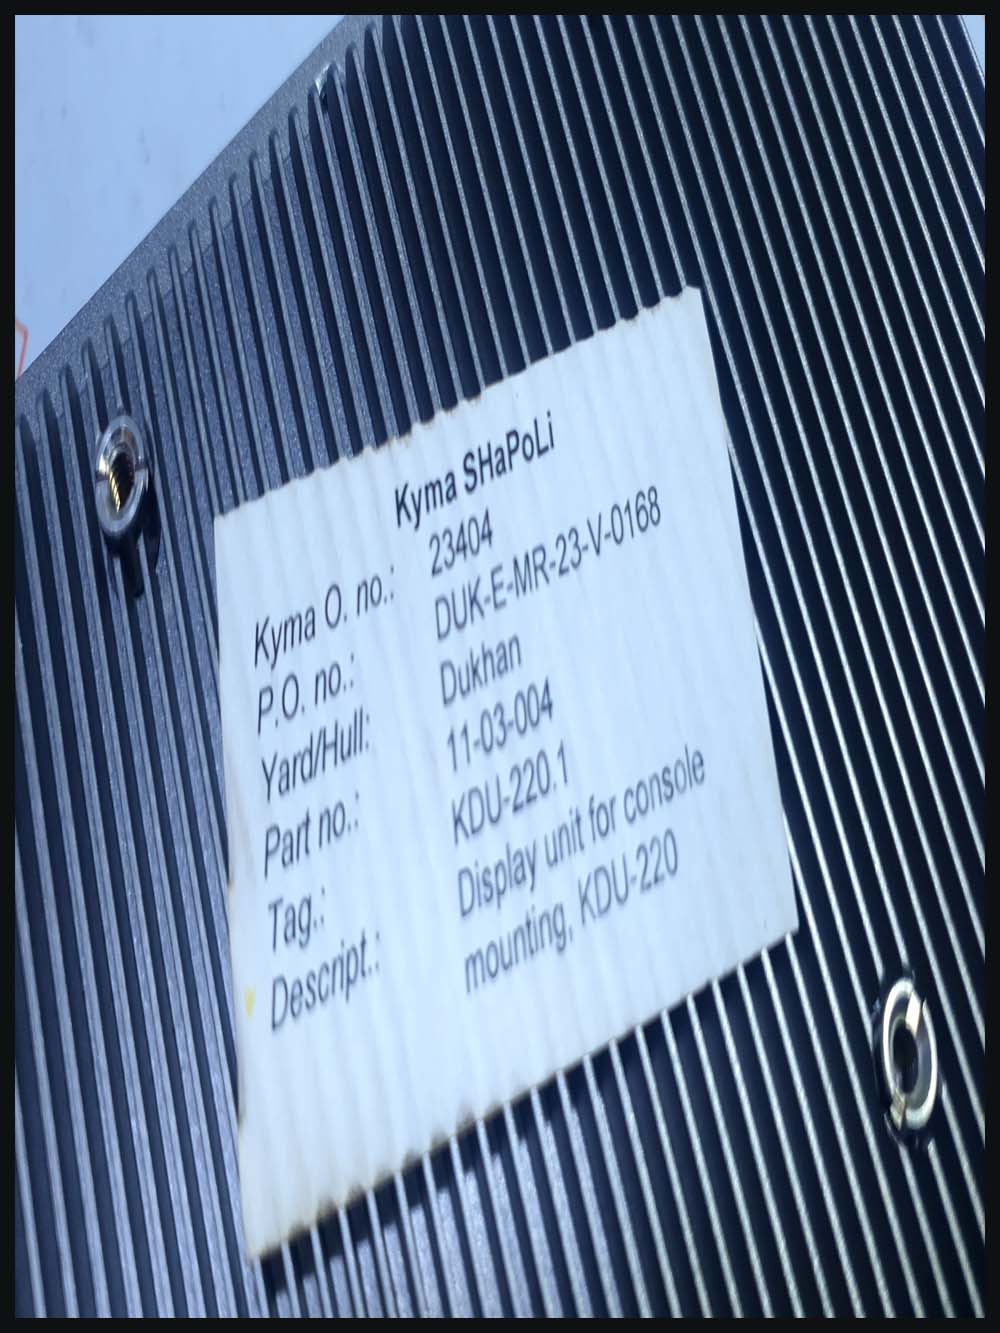 Kyma SHaPoLi
Kyma O. no.: 23404
P.O. no.: DUK-E-MR-23-V-0168
Yard/Hull: Dukhan
Part no.: 11-03-004
Tag.: KDU-220.1
Descript.: Display unit for console
mounting, KDU-220